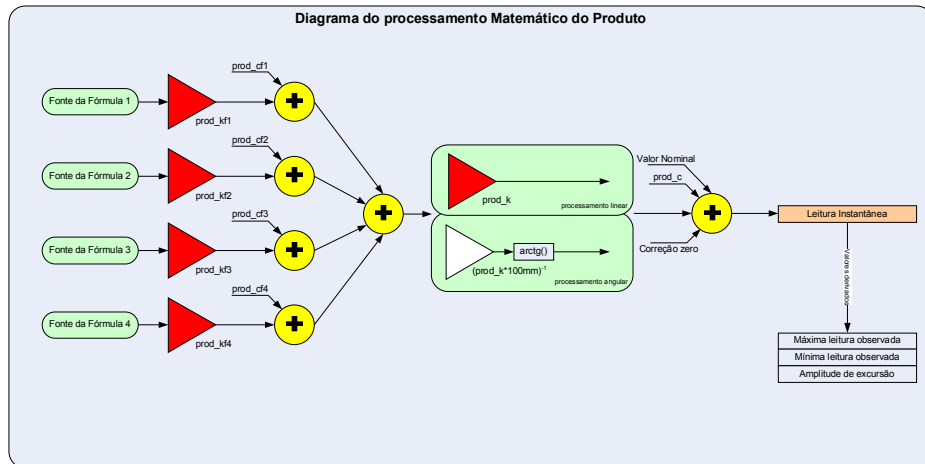 Diagrama do processamento Matemático do Produto
prod_cf1
Fonte da Fórmula 1
prod_kf1
prod_cf2
Fonte da Fórmula 2
prod_kf2
prod_cf3
Fonte da Fórmula 3
prod_kf3
prod_cf4
Fonte da Fórmula 4
prod_kf4
prod_k
processamento linear
arctg()
(prod_k*100mm)⁻¹
processamento angular
Valor Nominal
prod_c
Correção zero
Leitura Instantânea
Valores derivados
Máxima leitura observada
Mínima leitura observada
Amplitude de excursão